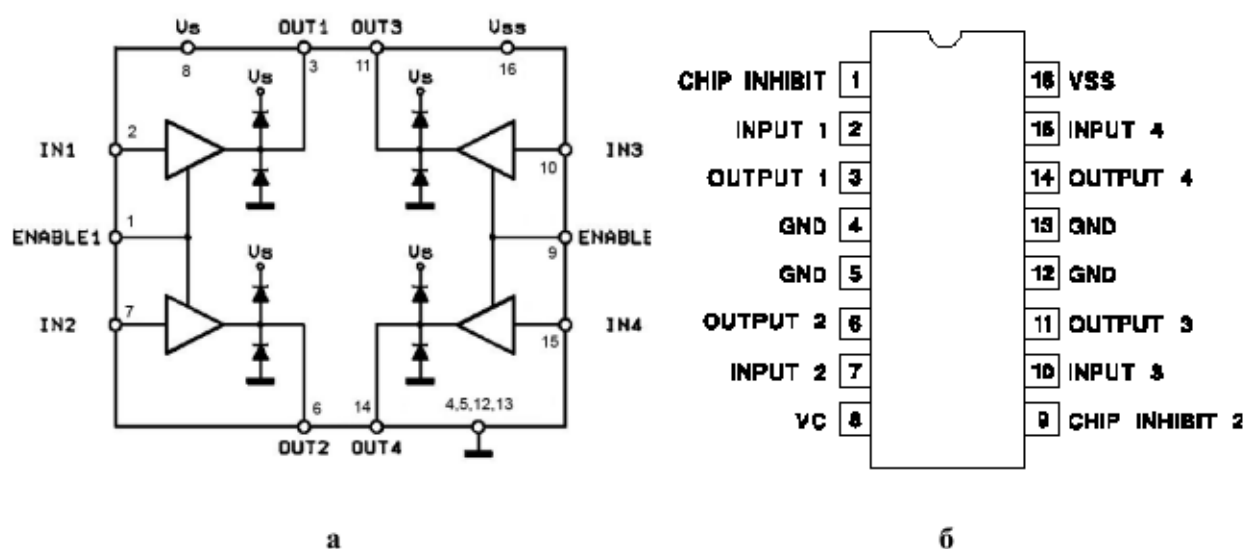 Vs OUT1 OUT3 Vss
8 3 11 16
Vs Vs
IN1 2 10 IN3
ENABLE1 1 9 ENABLE
Vs Vs
IN2 7 15 IN4
6 14 4,5,12,13
OUT2 OUT4
CHIP INHIBIT 1 16 VSS
INPUT 1 2 15 INPUT 4
OUTPUT 1 3 14 OUTPUT 4
GND 4 13 GND
GND 5 12 GND
OUTPUT 2 6 11 OUTPUT 3
INPUT 2 7 10 INPUT 3
VC 8 9 CHIP INHIBIT 2
а б